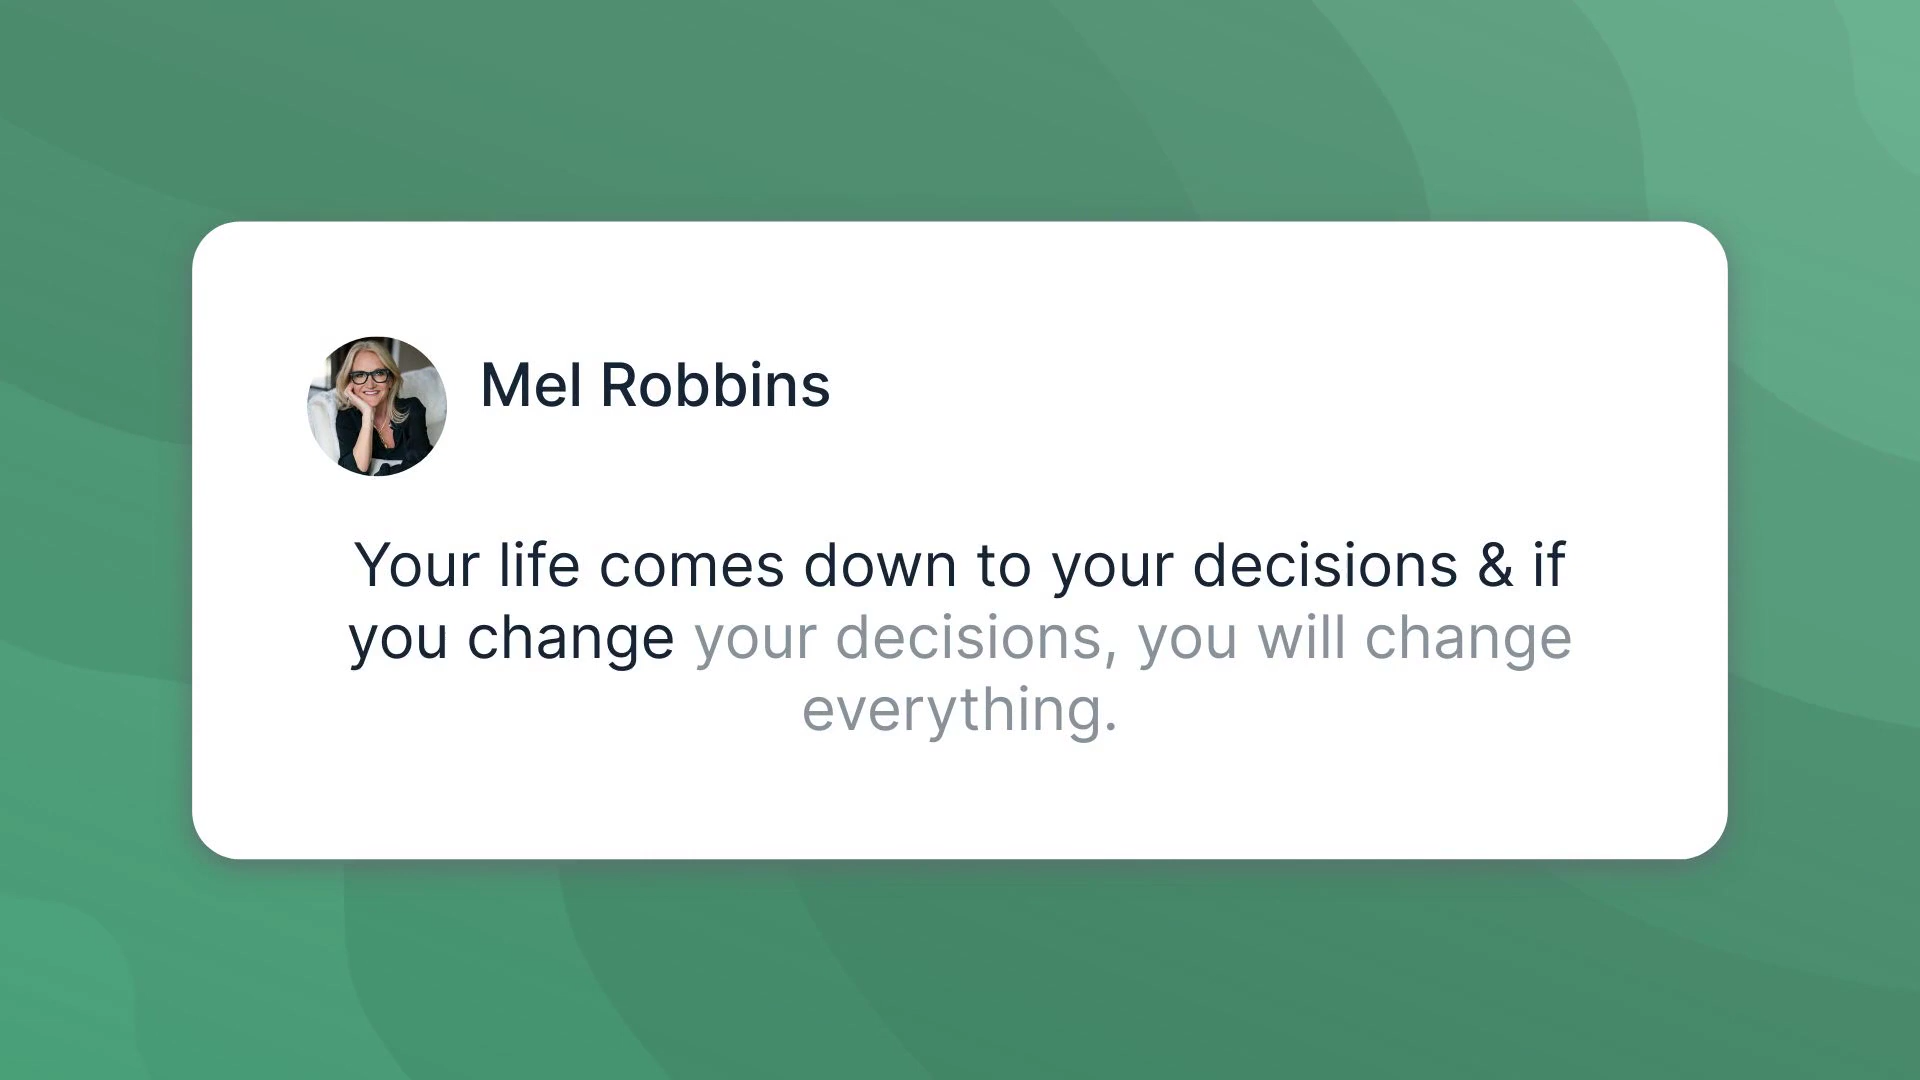 Mel Robbins
Your life comes down to your decisions & if
you change your decisions, you will change
everything.